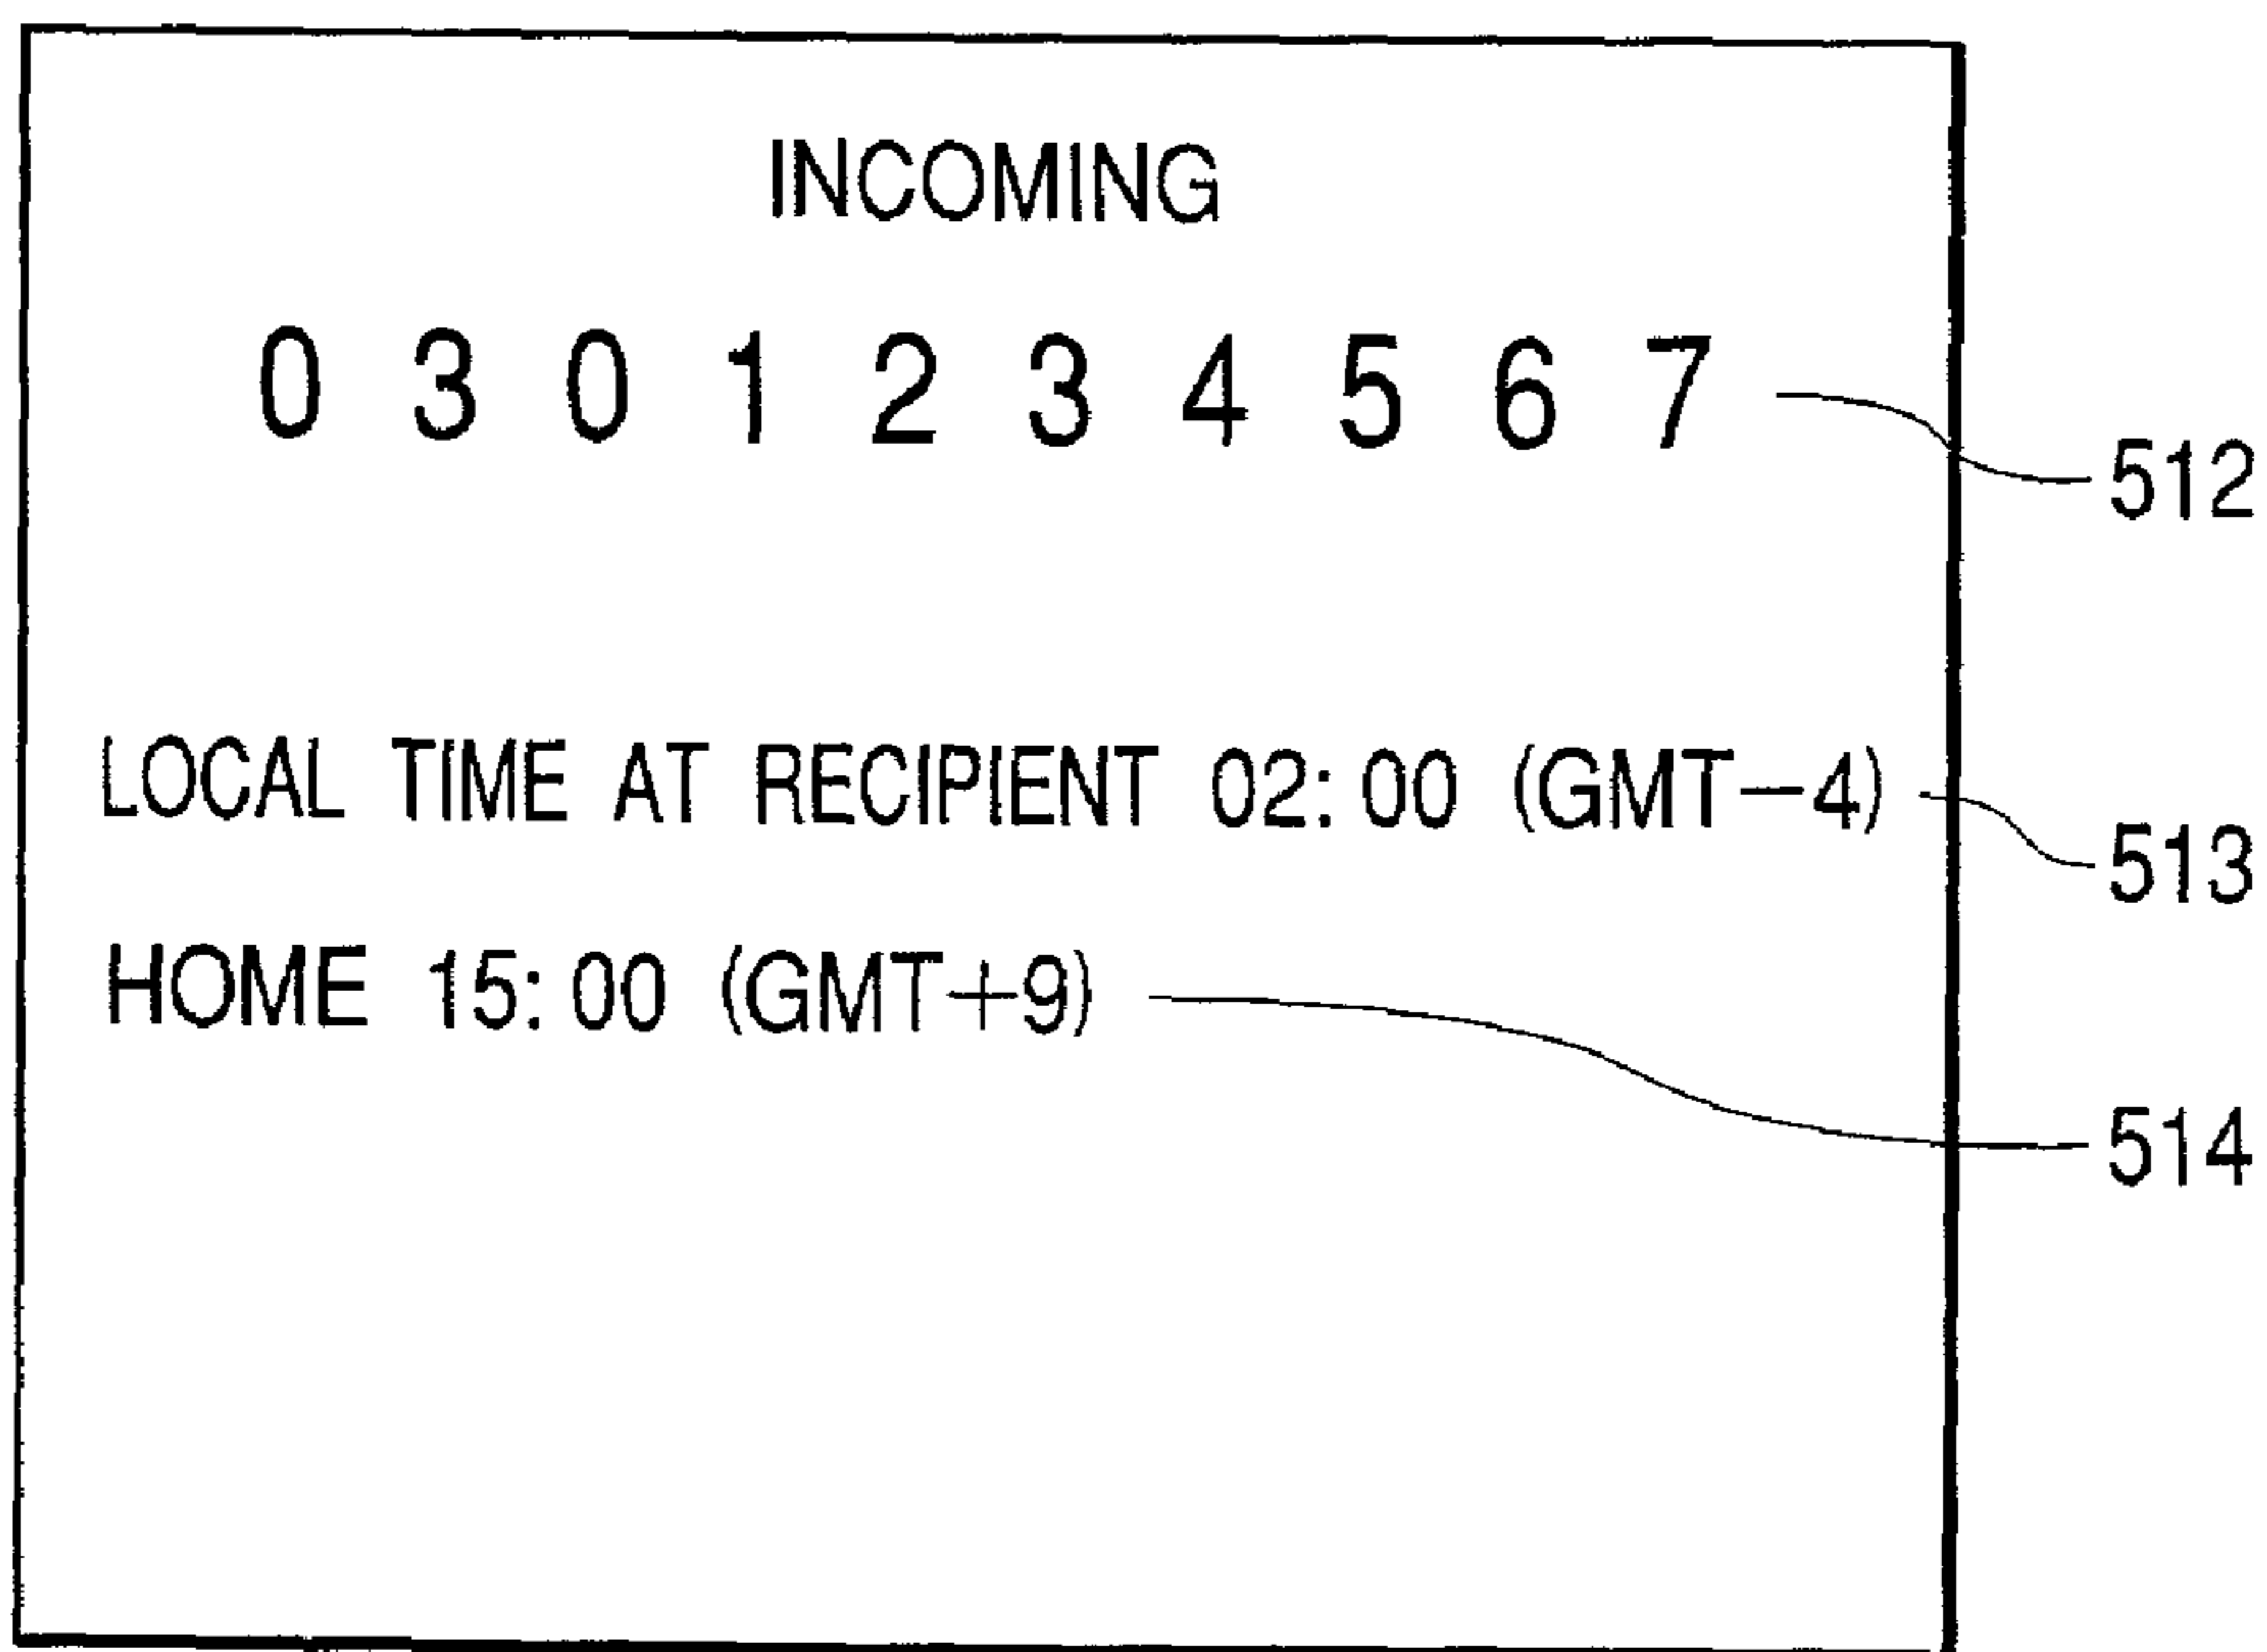 INCOMING
0 3 0 1 2 3 4 5 6 7
512
LOCAL TIME AT RECIPIENT 02:00 (GMT−4)
513
HOME 15:00 (GMT+9)
514